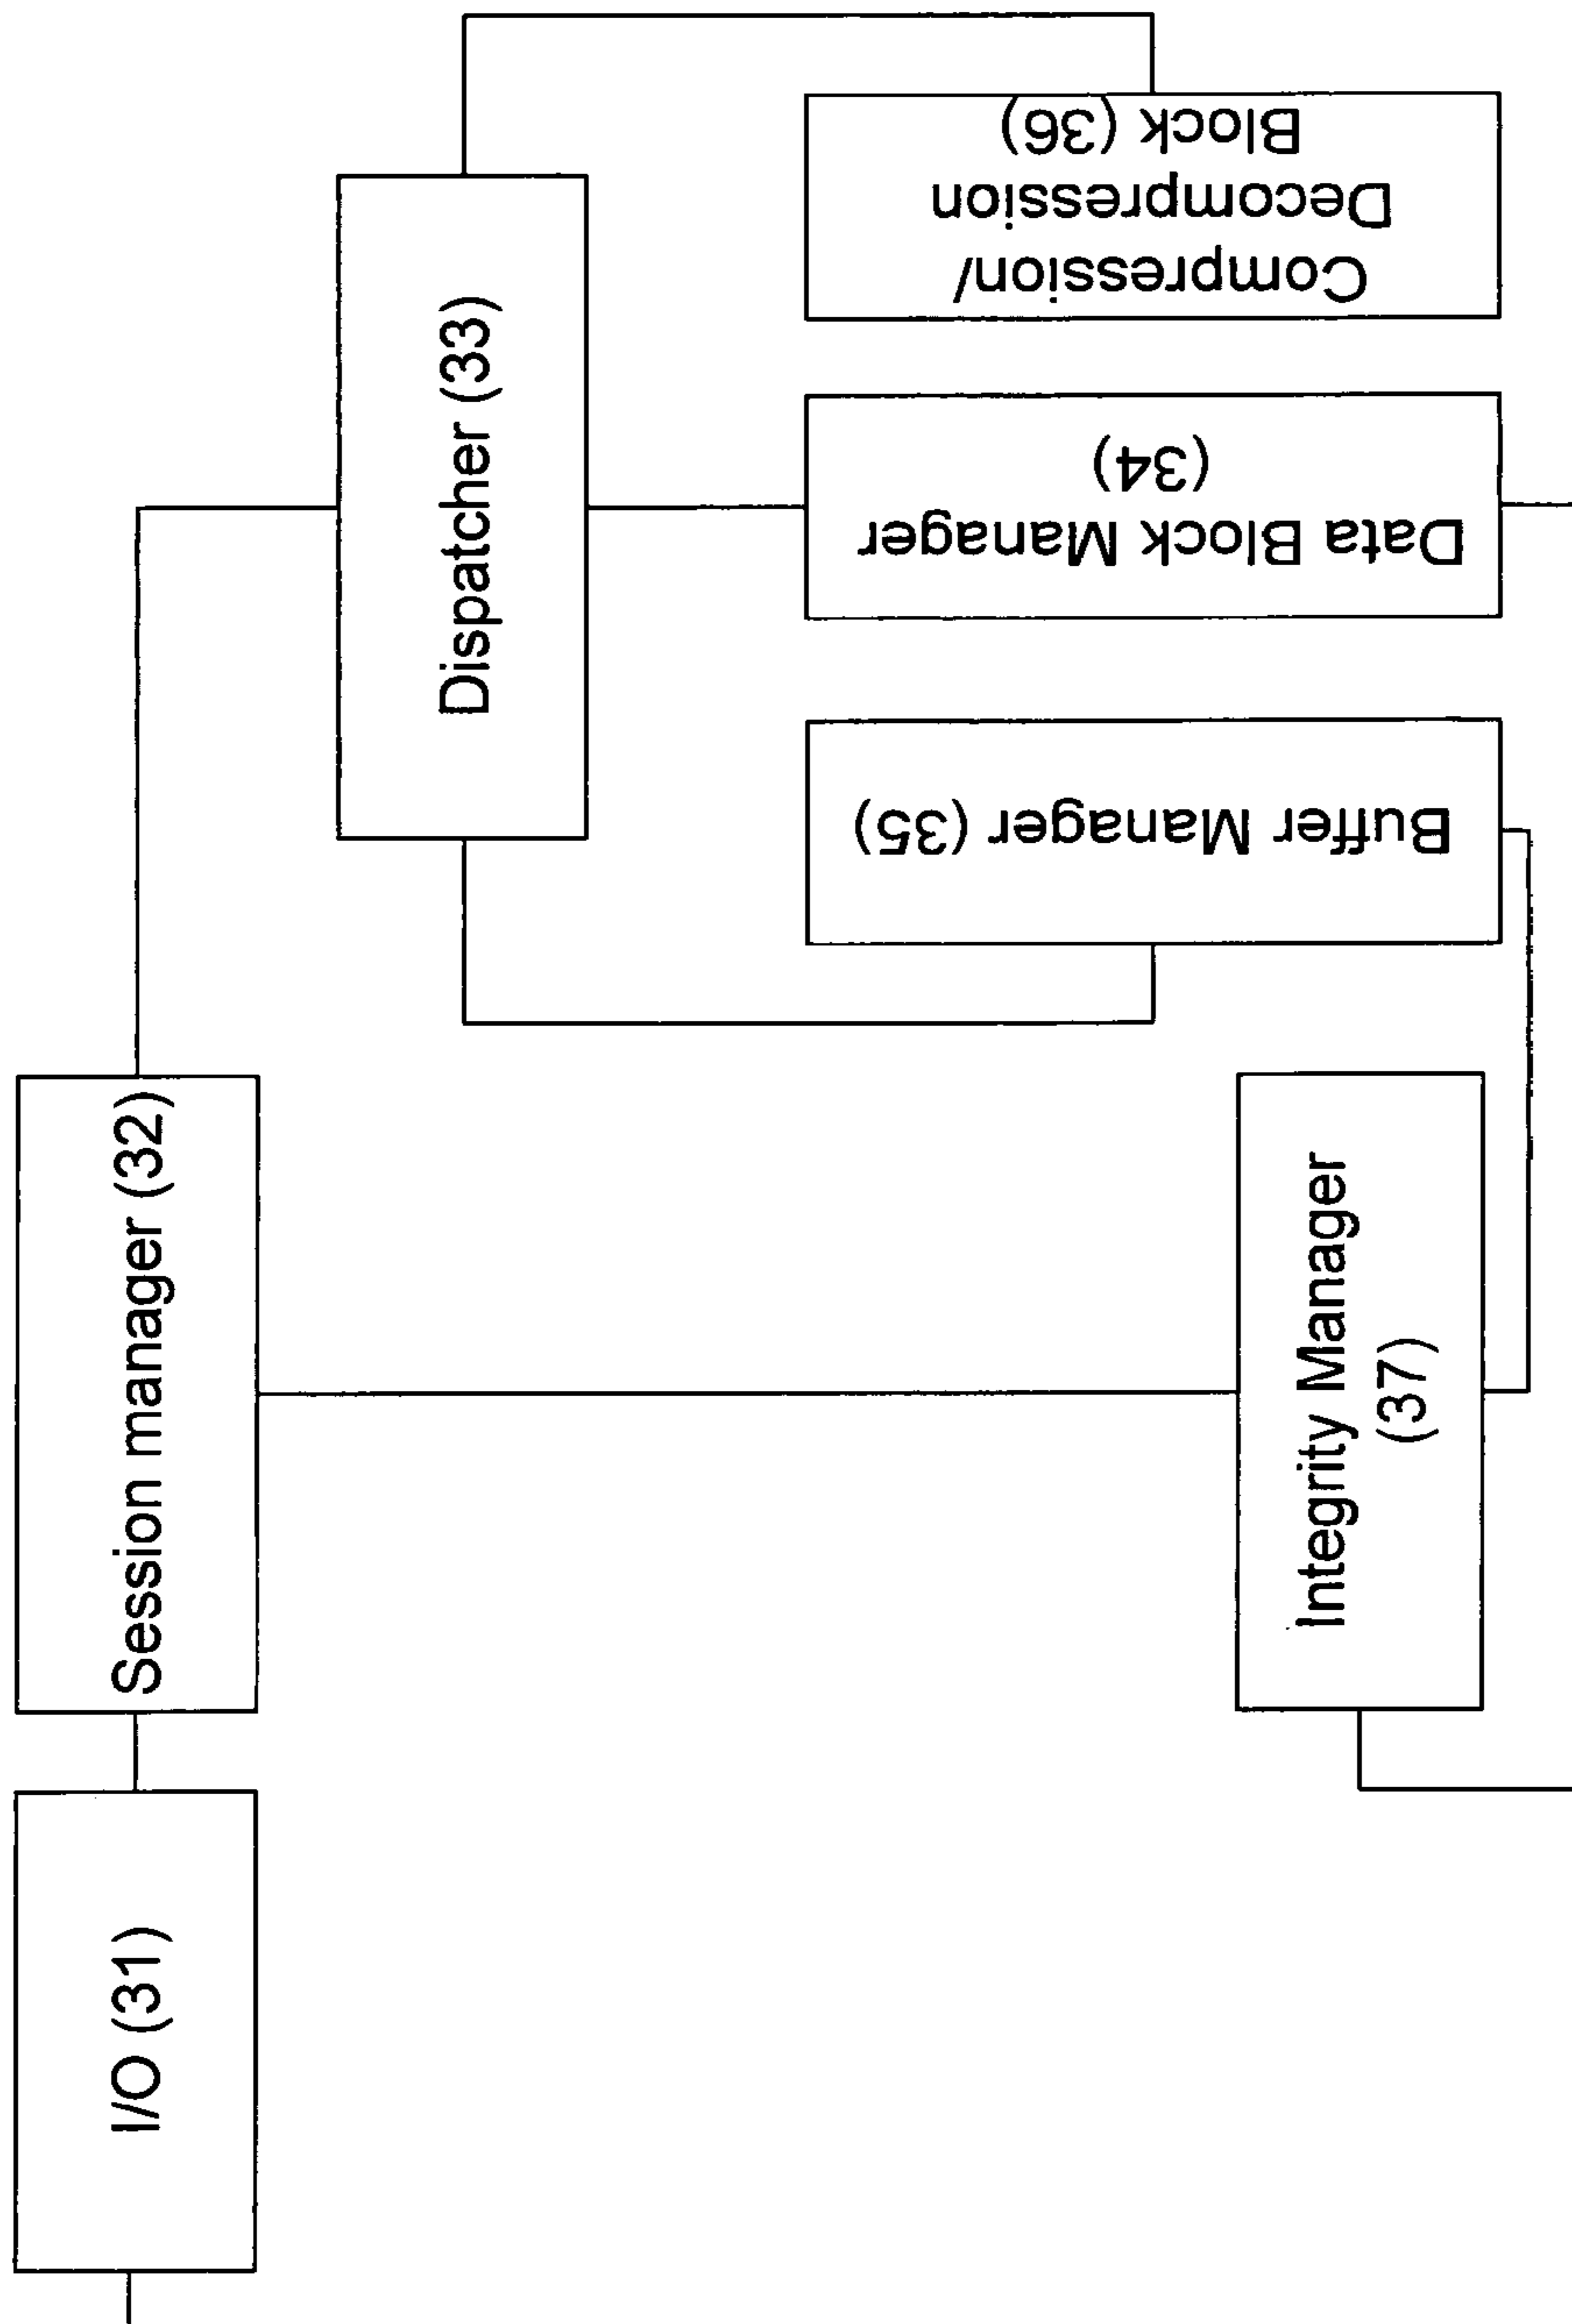 I/O (31)
Session manager (32)
Dispatcher (33)
Integrity Manager
(37)
Buffer Manager (35)
Data Block Manager
(34)
Compression/
Decompression
Block (36)